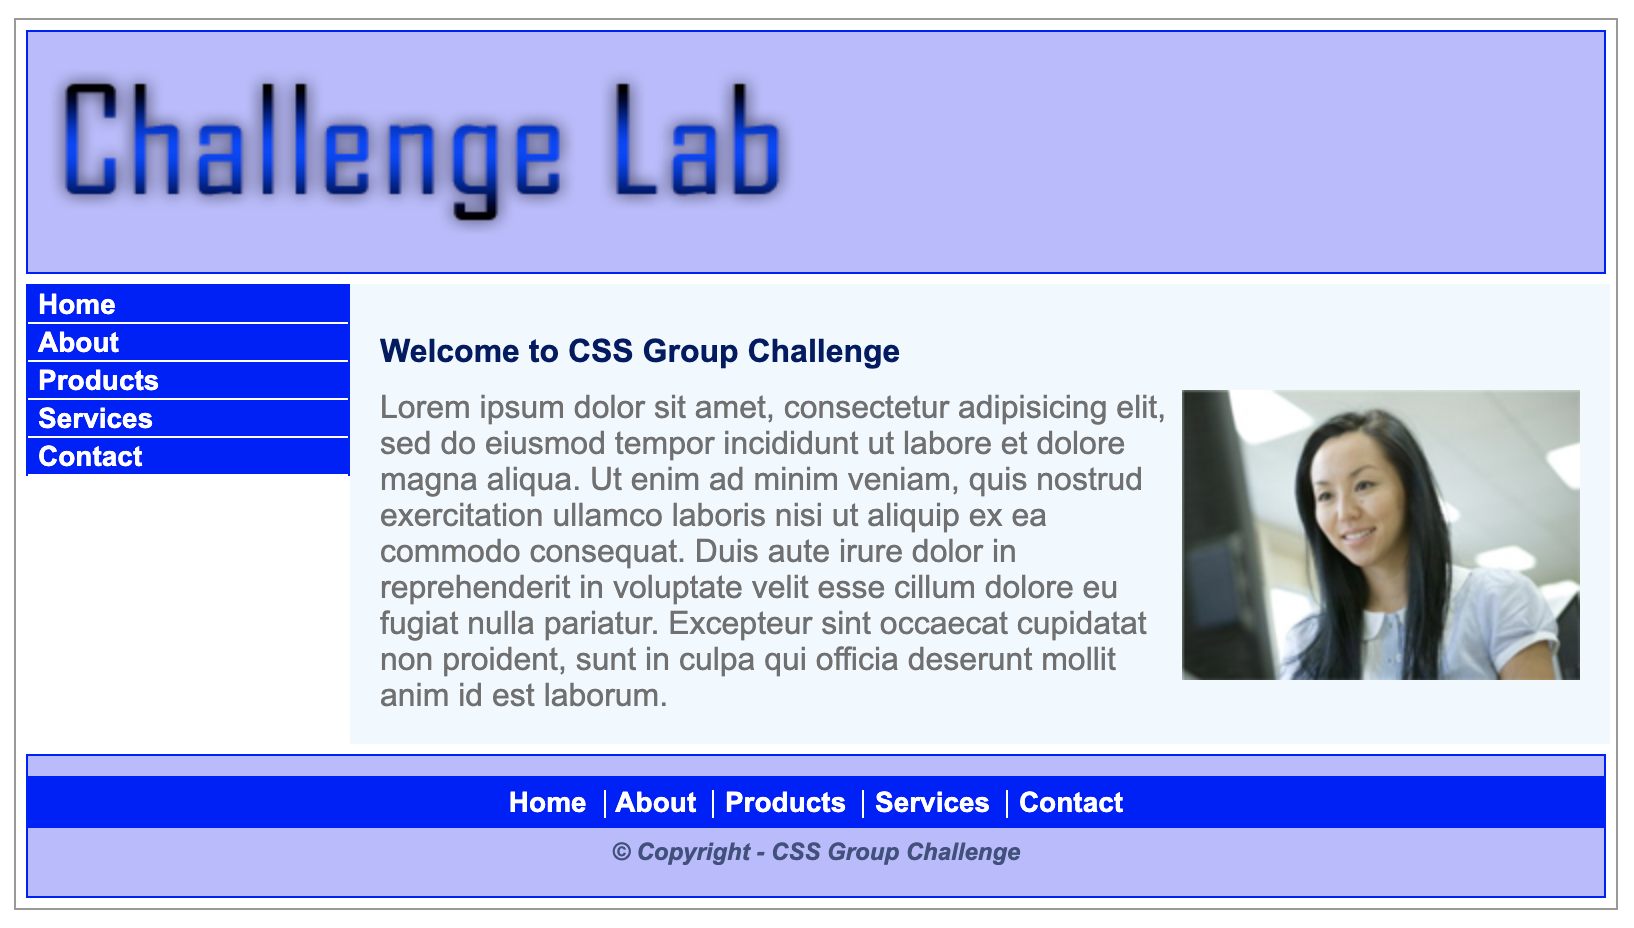 Challenge Lab
Home
About
Products
Services
Contact
Welcome to CSS Group Challenge
Lorem ipsum dolor sit amet, consectetur adipisicing elit,
sed do eiusmod tempor incididunt ut labore et dolore
magna aliqua. Ut enim ad minim veniam, quis nostrud
exercitation ullamco laboris nisi ut aliquip ex ea
commodo consequat. Duis aute irure dolor in
reprehenderit in voluptate velit esse cillum dolore eu
fugiat nulla pariatur. Excepteur sint occaecat cupidatat
non proident, sunt in culpa qui officia deserunt mollit
anim id est laborum.
Home | About | Products | Services | Contact
© Copyright - CSS Group Challenge